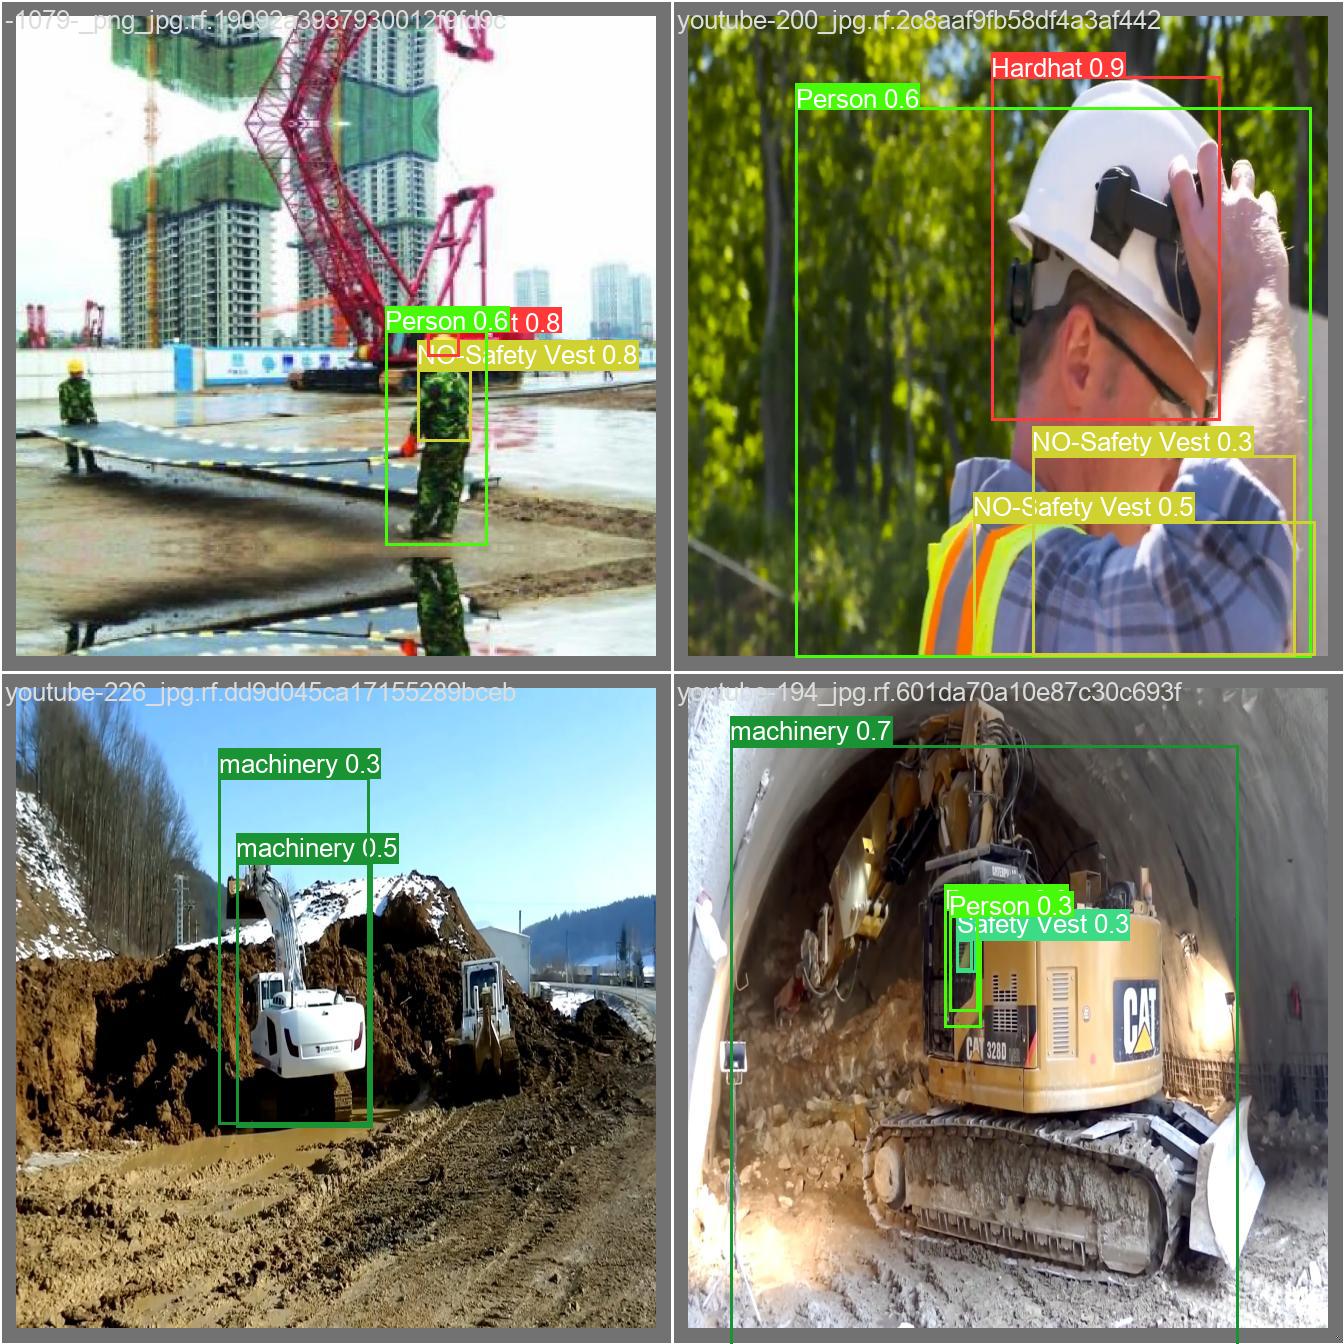 -1079-_png_jpg.rf.19092a3937930012f9fd9c
Person 0.6
t 0.8
NO-Safety Vest 0.8
youtube-200_jpg.rf.2c8aaf9fb58df4a3af442
Hardhat 0.9
Person 0.6
NO-Safety Vest 0.3
NO-Safety Vest 0.5
youtube-226_jpg.rf.dd9d045ca17155289bceb
machinery 0.3
machinery 0.5
youtube-194_jpg.rf.601da70a10e87c30c693f
machinery 0.7
Person 0.3
Safety Vest 0.3
CAT
CAT 328D